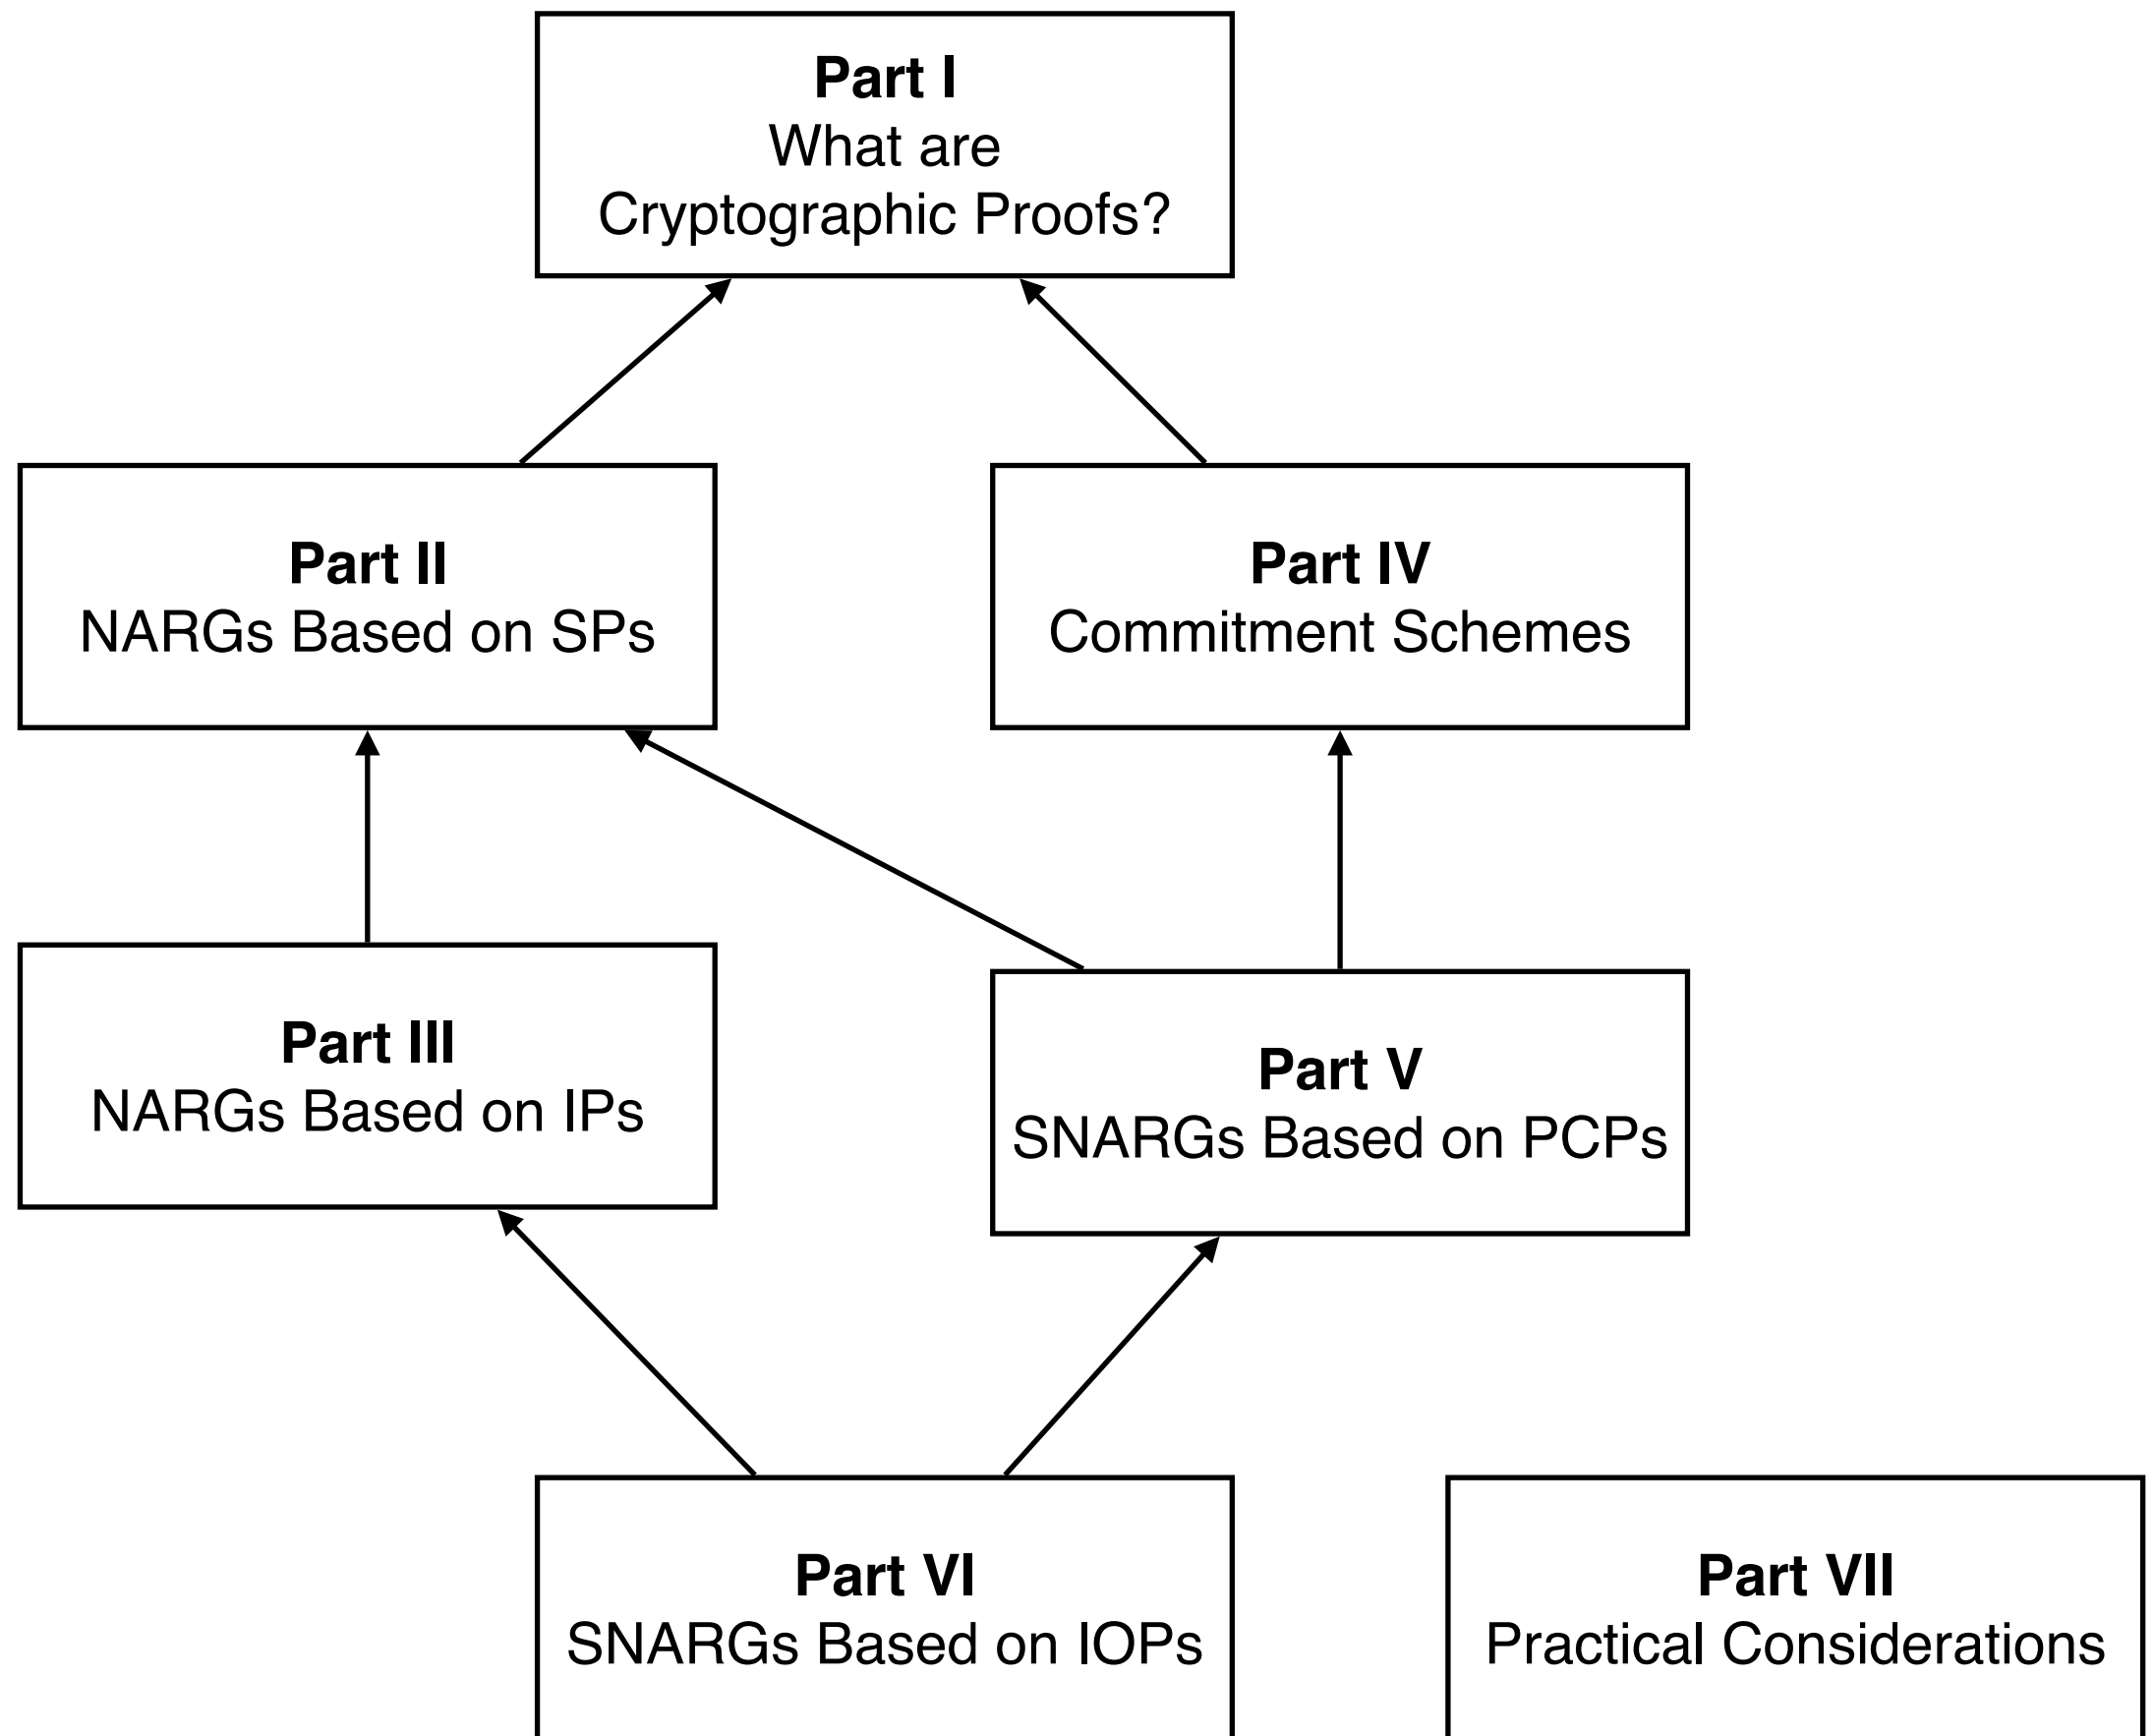 Part I
What are
Cryptographic Proofs?
Part II
NARGs Based on SPs
Part IV
Commitment Schemes
Part III
NARGs Based on IPs
Part V
SNARGs Based on PCPs
Part VI
SNARGs Based on IOPs
Part VII
Practical Considerations